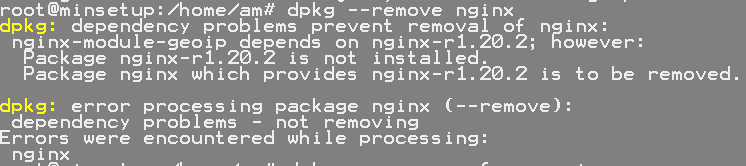 root@minsetup:/home/am# dpkg --remove nginx
dpkg: dependency problems prevent removal of nginx:
 nginx-module-geoip depends on nginx-r1.20.2; however:
  Package nginx-r1.20.2 is not installed.
  Package nginx which provides nginx-r1.20.2 is to be removed.

dpkg: error processing package nginx (--remove):
 dependency problems - not removing
Errors were encountered while processing:
 nginx